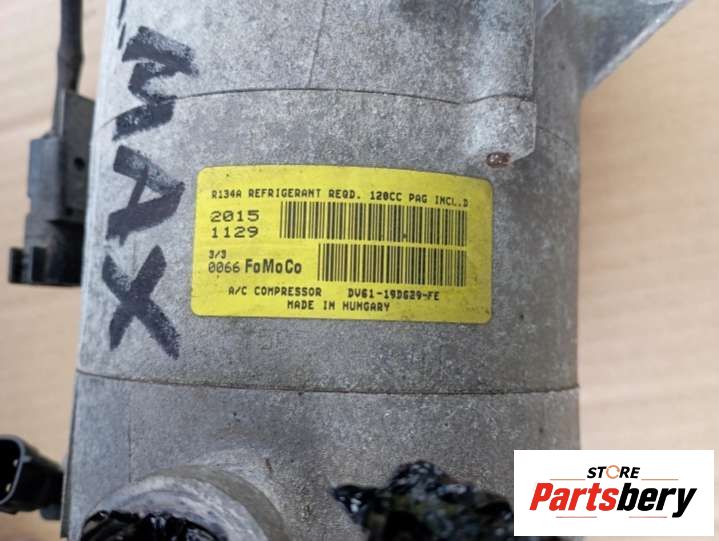 MAX
R134A REFRIGERANT REQD. 120CC PAG INCL.D
2015
1129
3/3
0066 FoMoCo
A/C COMPRESSOR DV61-19D629-FE
MADE IN HUNGARY
STORE
Partsbery